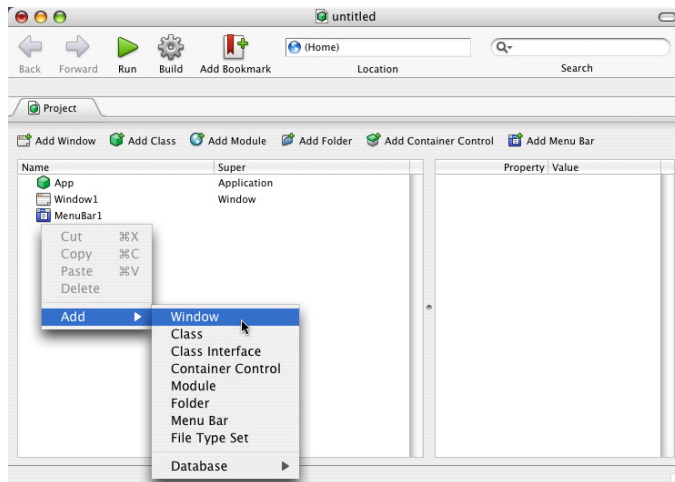 untitled
(Home)
Back Forward Run Build Add Bookmark Location Search
Project
Add Window Add Class Add Module Add Folder Add Container Control Add Menu Bar
Name Super Property Value
App Application
Window1 Window
MenuBar1
Cut ⌘X
Copy ⌘C
Paste ⌘V
Delete
Add Window
Class
Class Interface
Container Control
Module
Folder
Menu Bar
File Type Set
Database